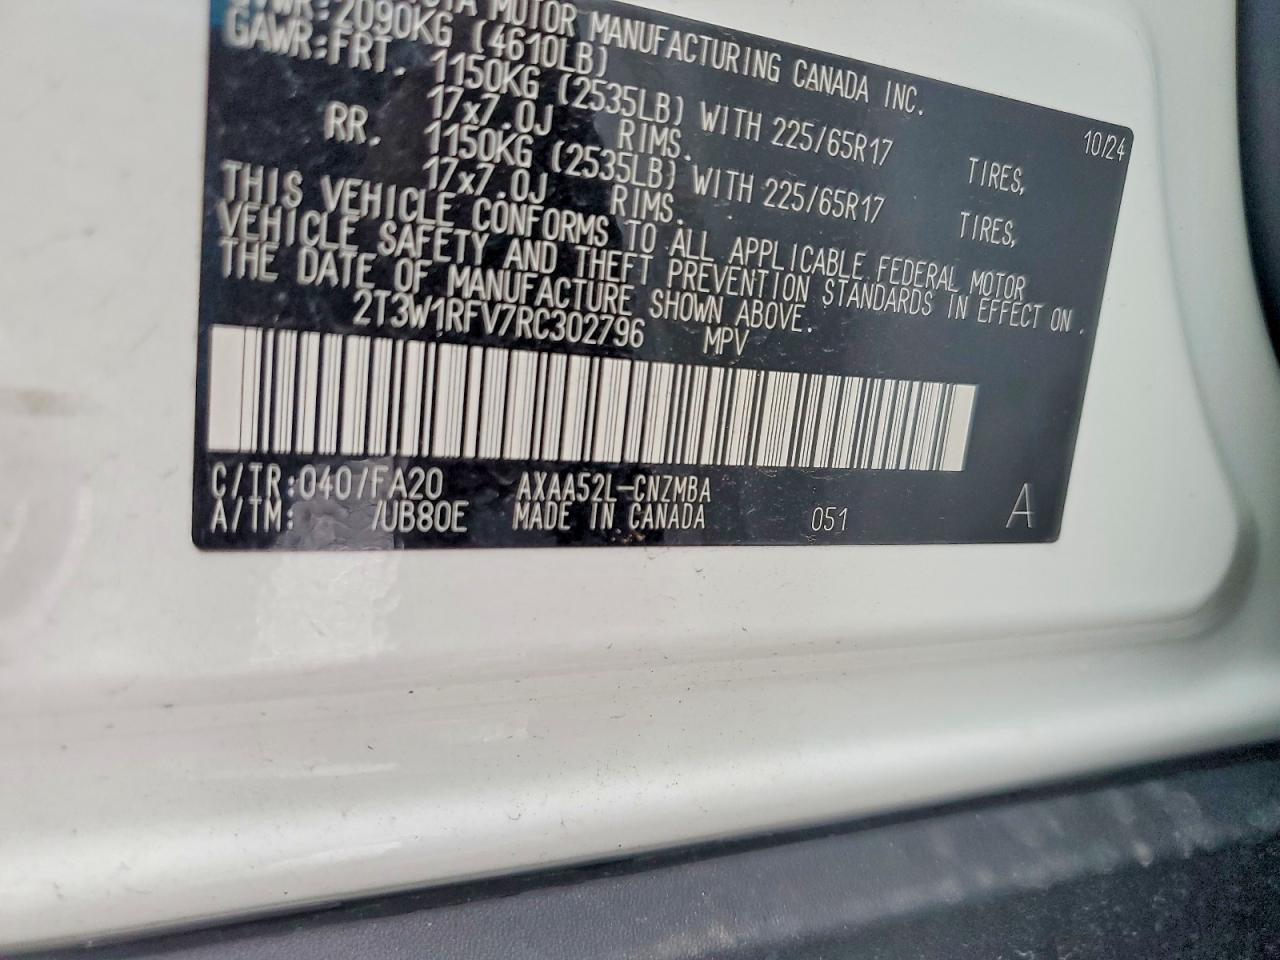 MOTOR MANUFACTURING CANADA INC.
GVWR:2090KG (4610LB) 10/24
GAWR:FRT. 1150KG (2535LB) WITH 225/65R17 TIRES,
17x7.0J RIMS.
RR. 1150KG (2535LB) WITH 225/65R17 TIRES,
17x7.0J RIMS.
THIS VEHICLE CONFORMS TO ALL APPLICABLE FEDERAL MOTOR
VEHICLE SAFETY AND THEFT PREVENTION STANDARDS IN EFFECT ON
THE DATE OF MANUFACTURE SHOWN ABOVE.
2T3W1RFV7RC302796 MPV
C/TR:040/FA20 AXAA52L-CNZMBA
A/TM: /UB80E MADE IN CANADA 051 A